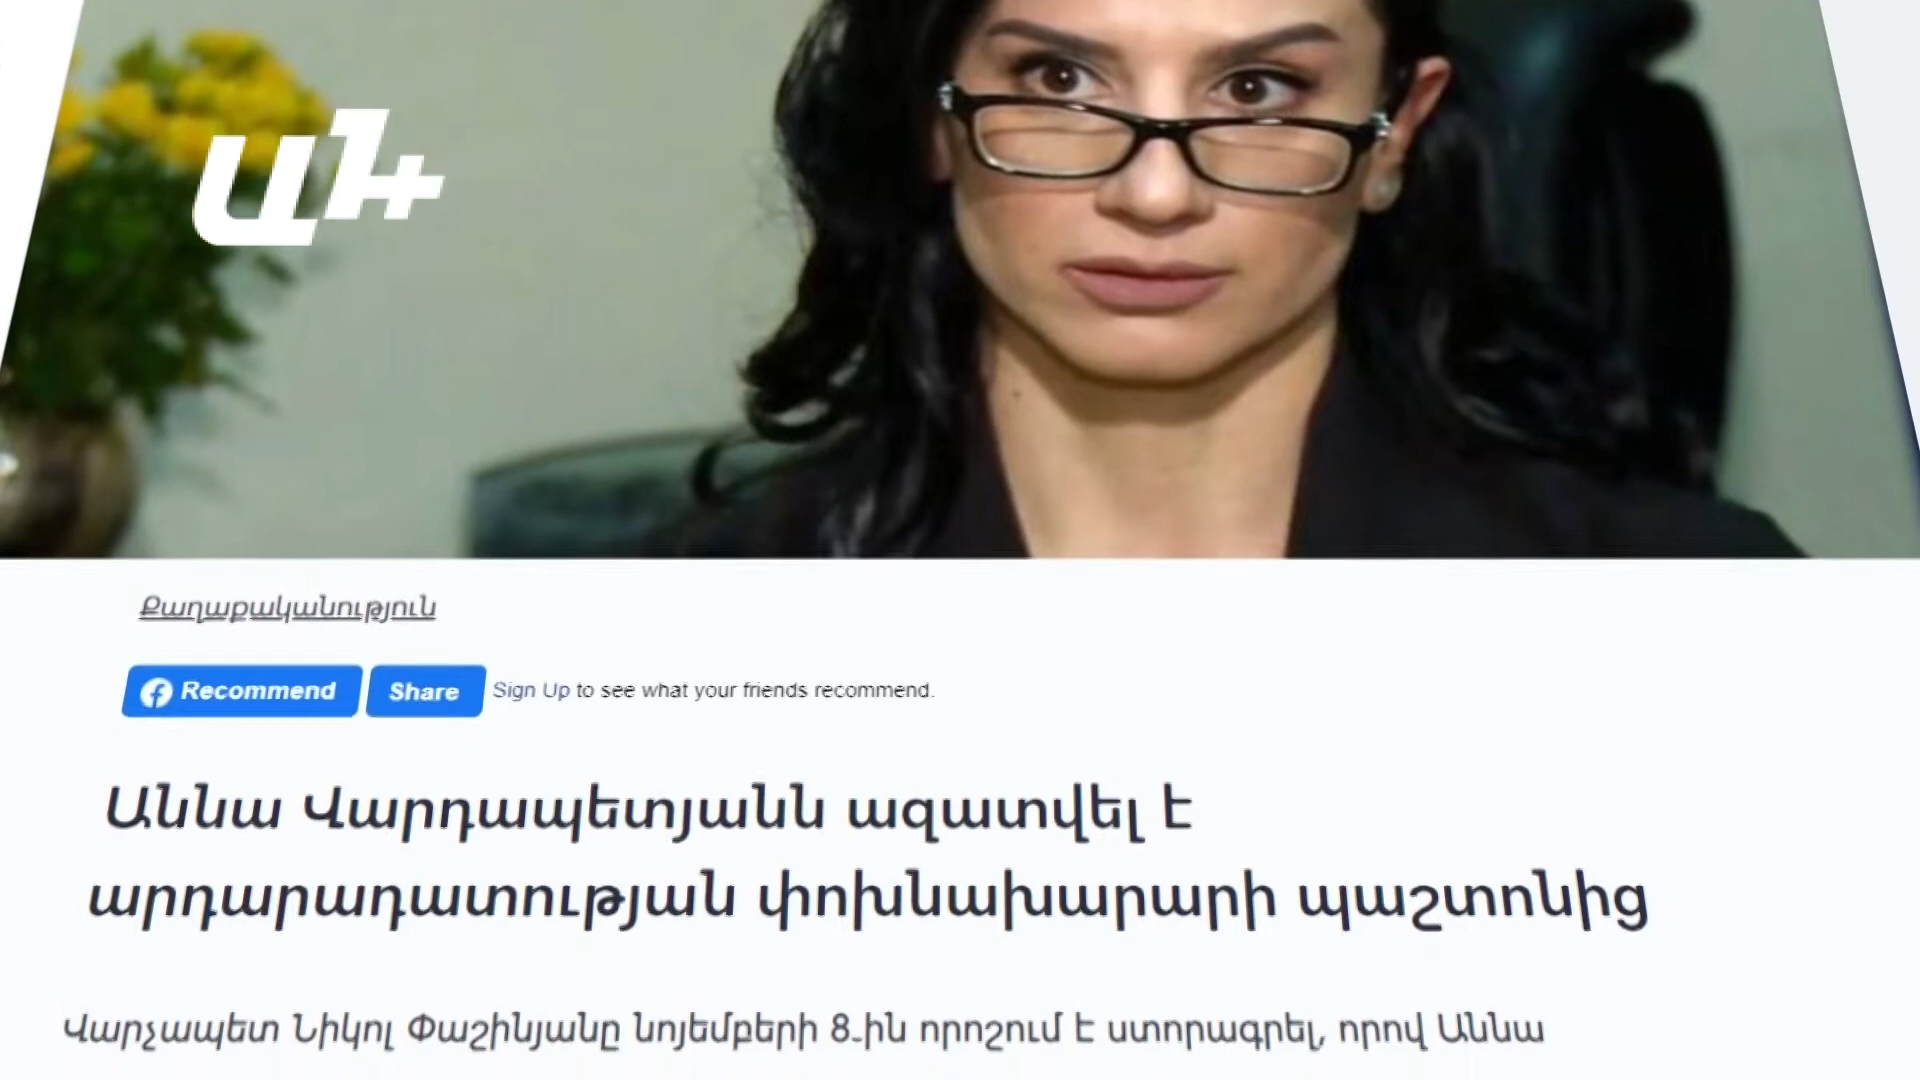 Ա1+
Քաղաքականություն
Recommend Share Sign Up to see what your friends recommend.
Աննա Վարդապետյանն ազատվել է
արդարադատության փոխնախարարի պաշտոնից
Վարչապետ Նիկոլ Փաշինյանը նոյեմբերի 8-ին որոշում է ստորագրել, որով Աննա